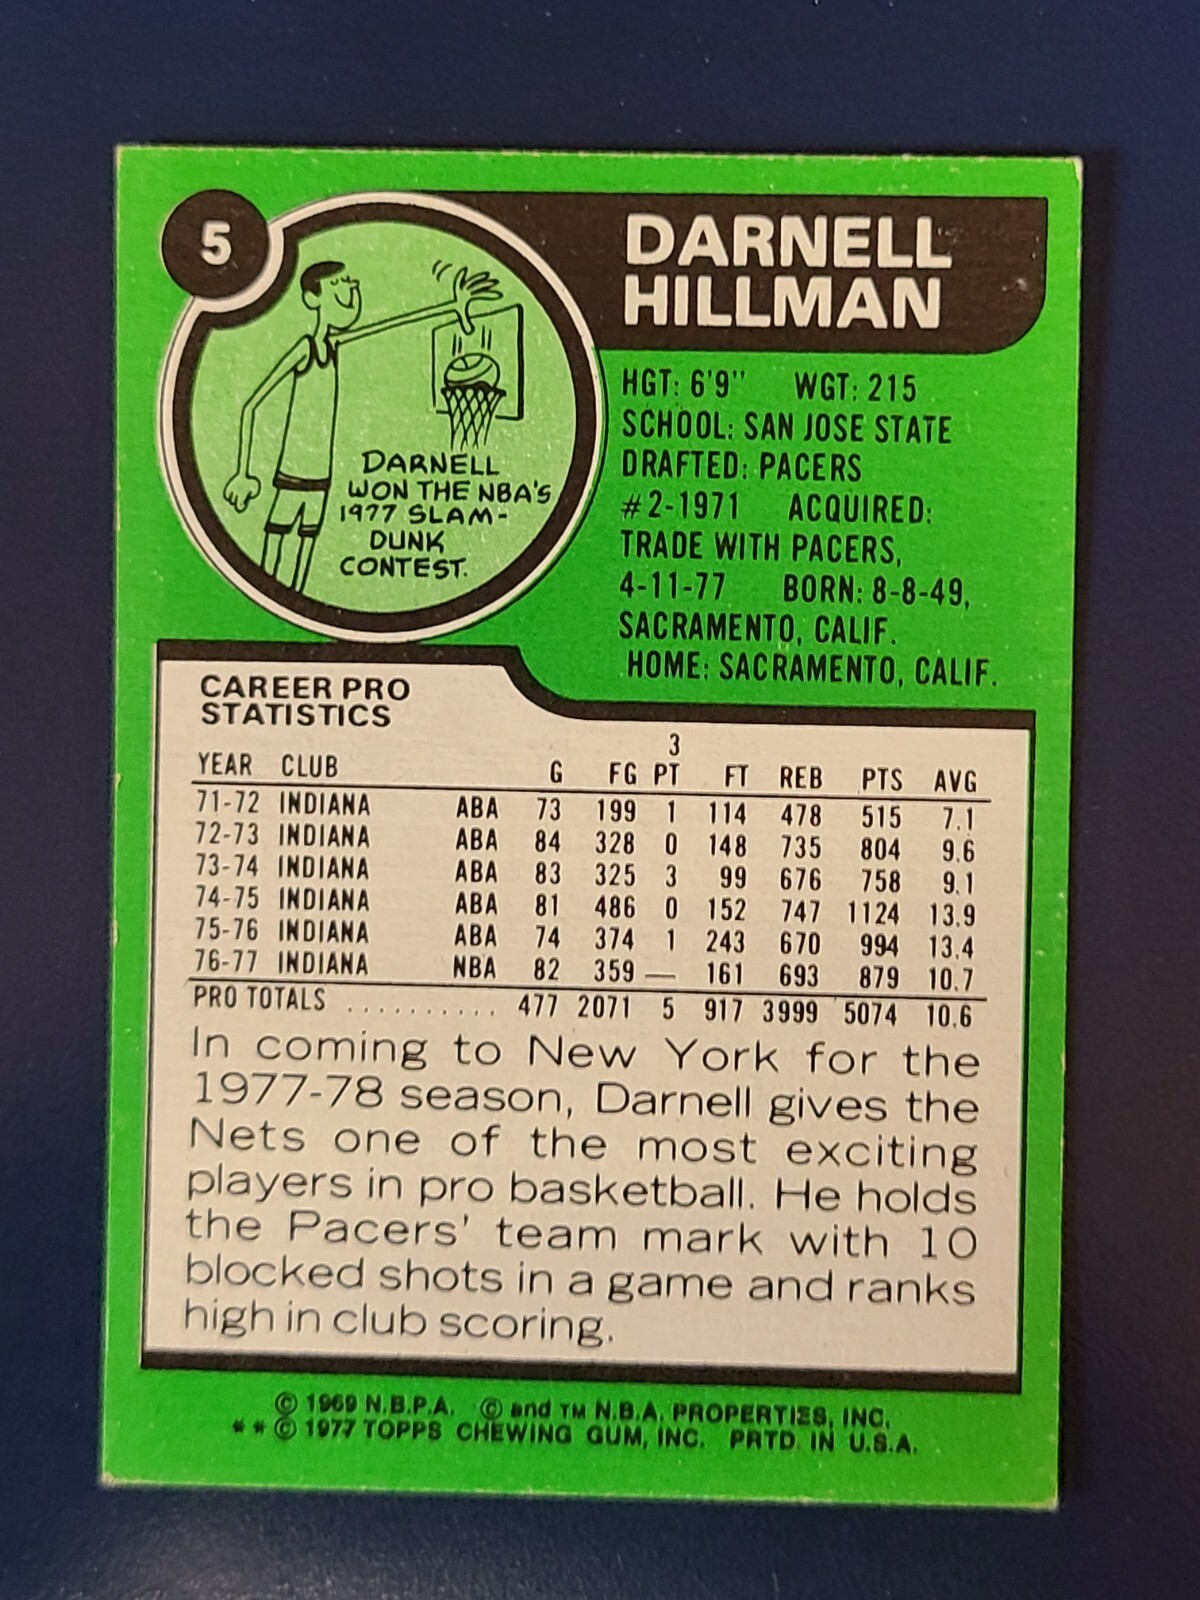 5
DARNELL
HILLMAN
DARNELL
WON THE NBA'S
1977 SLAM-
DUNK
CONTEST.
HGT: 6'9" WGT: 215
SCHOOL: SAN JOSE STATE
DRAFTED: PACERS
#2-1971 ACQUIRED:
TRADE WITH PACERS,
4-11-77 BORN: 8-8-49,
SACRAMENTO, CALIF.
HOME: SACRAMENTO, CALIF.
CAREER PRO
STATISTICS
YEAR CLUB G FG 3 PT FT REB PTS AVG
71-72 INDIANA ABA 73 199 1 114 478 515 7.1
72-73 INDIANA ABA 84 328 0 148 735 804 9.6
73-74 INDIANA ABA 83 325 3 99 676 758 9.1
74-75 INDIANA ABA 81 486 0 152 747 1124 13.9
75-76 INDIANA ABA 74 374 1 243 670 994 13.4
76-77 INDIANA NBA 82 359 — 161 693 879 10.7
PRO TOTALS .......... 477 2071 5 917 3999 5074 10.6
In coming to New York for the
1977-78 season, Darnell gives the
Nets one of the most exciting
players in pro basketball. He holds
the Pacers' team mark with 10
blocked shots in a game and ranks
high in club scoring.
© 1969 N.B.P.A. © and TM N.B.A. PROPERTIES, INC.
* * © 1977 TOPPS CHEWING GUM, INC. PRTD. IN U.S.A.